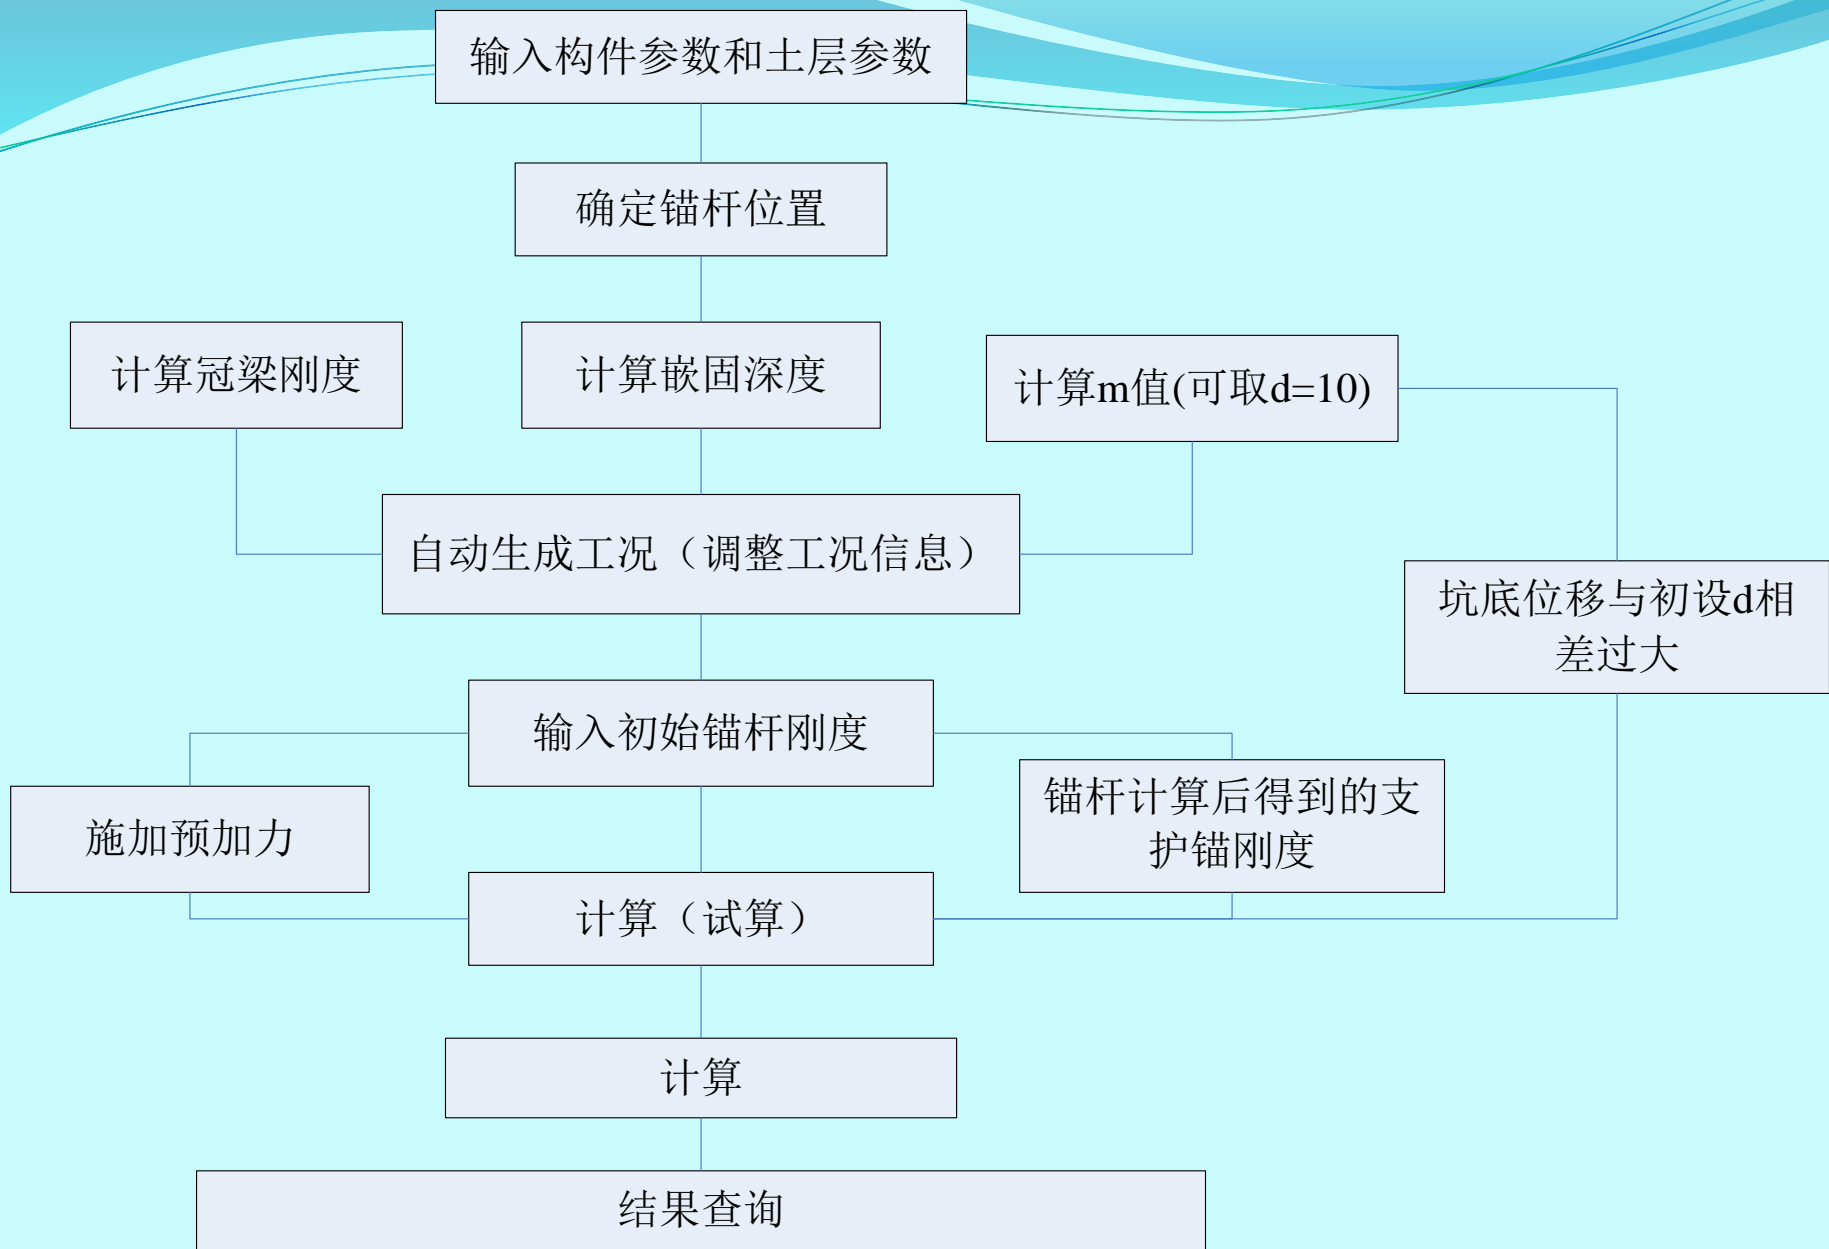 输入构件参数和土层参数
确定锚杆位置
计算冠梁刚度
计算嵌固深度
计算m值(可取d=10)
自动生成工况（调整工况信息）
坑底位移与初设d相
差过大
输入初始锚杆刚度
施加预加力
锚杆计算后得到的支
护锚刚度
计算（试算）
计算
结果查询